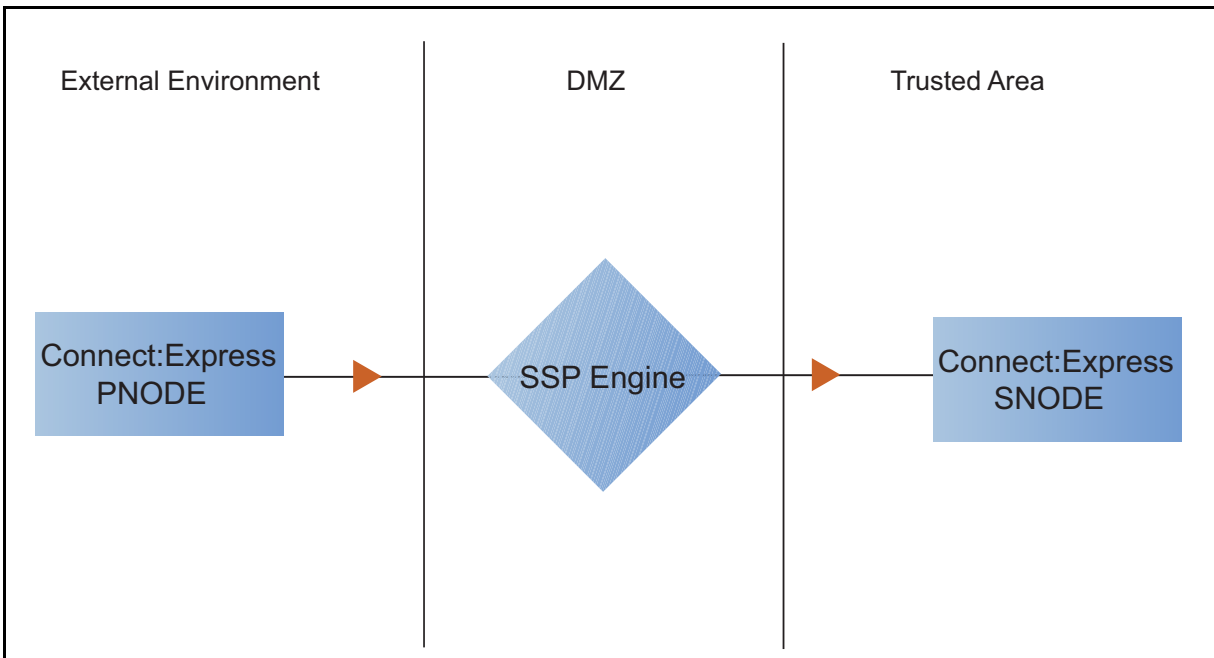 External Environment
DMZ
Trusted Area
Connect:Express
PNODE
SSP Engine
Connect:Express
SNODE